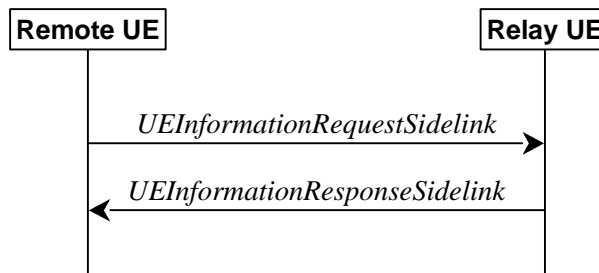 Remote UE
Relay UE
UEInformationRequestSidelink
UEInformationResponseSidelink